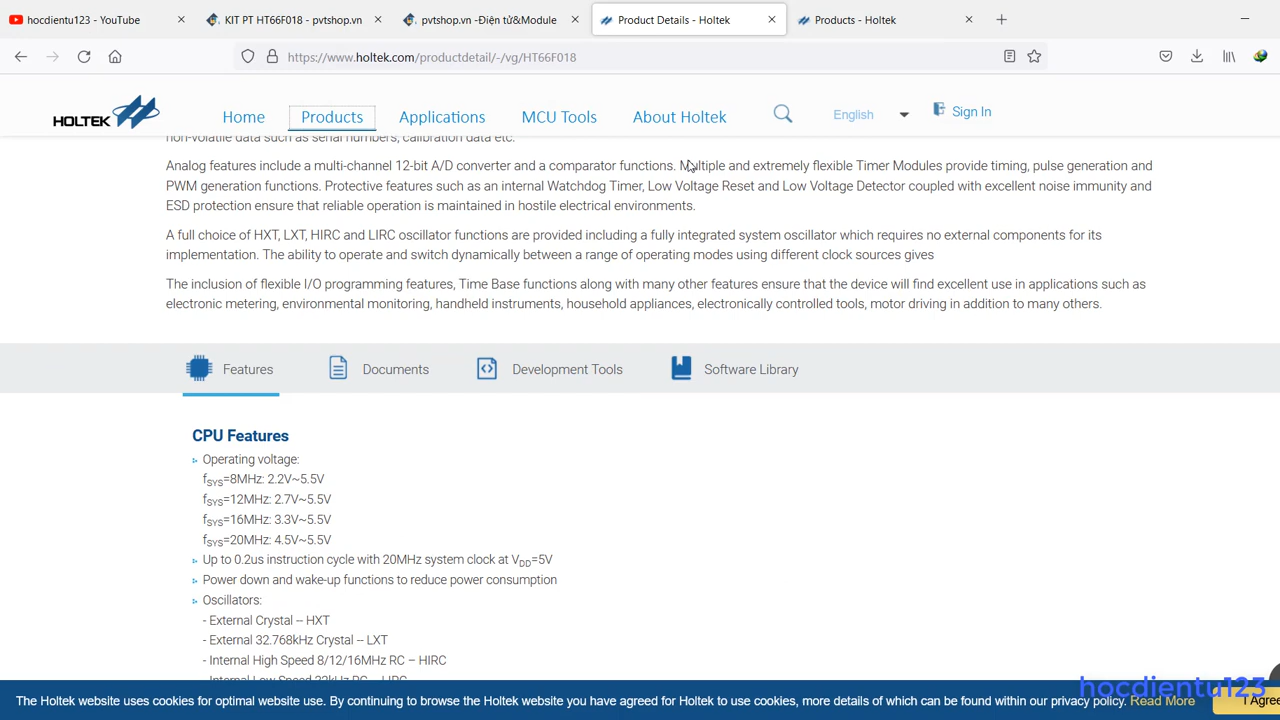 hocdientu123 - YouTube
KIT PT HT66F018 - pvtshop.vn
pvtshop.vn -Điện tử&Module
Product Details - Holtek
Products - Holtek
https://www.holtek.com/productdetail/-/vg/HT66F018
HOLTEK
Home
Products
Applications
MCU Tools
About Holtek
English
Sign In
non-volatile data such as serial numbers, calibration data etc.
Analog features include a multi-channel 12-bit A/D converter and a comparator functions. Multiple and extremely flexible Timer Modules provide timing, pulse generation and
PWM generation functions. Protective features such as an internal Watchdog Timer, Low Voltage Reset and Low Voltage Detector coupled with excellent noise immunity and
ESD protection ensure that reliable operation is maintained in hostile electrical environments.
A full choice of HXT, LXT, HIRC and LIRC oscillator functions are provided including a fully integrated system oscillator which requires no external components for its
implementation. The ability to operate and switch dynamically between a range of operating modes using different clock sources gives
The inclusion of flexible I/O programming features, Time Base functions along with many other features ensure that the device will find excellent use in applications such as
electronic metering, environmental monitoring, handheld instruments, household appliances, electronically controlled tools, motor driving in addition to many others.
Features
Documents
Development Tools
Software Library
CPU Features
Operating voltage:
fSYS=8MHz: 2.2V~5.5V
fSYS=12MHz: 2.7V~5.5V
fSYS=16MHz: 3.3V~5.5V
fSYS=20MHz: 4.5V~5.5V
Up to 0.2us instruction cycle with 20MHz system clock at VDD=5V
Power down and wake-up functions to reduce power consumption
Oscillators:
- External Crystal -- HXT
- External 32.768kHz Crystal -- LXT
- Internal High Speed 8/12/16MHz RC – HIRC
- Internal Low Speed 32kHz RC -- LIRC
hocdientu123
The Holtek website uses cookies for optimal website use. By continuing to browse the Holtek website you have agreed for Holtek to use cookies, more details of which can be found within our privacy policy. Read More
I Agree